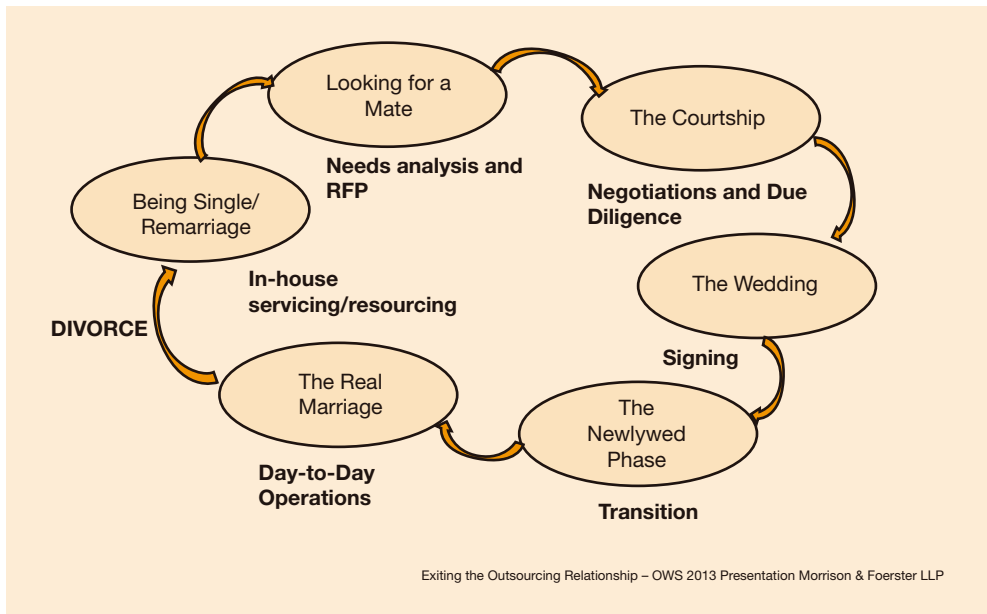 Looking for a
Mate
Needs analysis and
RFP
The Courtship
Negotiations and Due
Diligence
The Wedding
Signing
The
Newlywed
Phase
Transition
The Real
Marriage
Day-to-Day
Operations
DIVORCE
Being Single/
Remarriage
In-house
servicing/resourcing
Exiting the Outsourcing Relationship – OWS 2013 Presentation Morrison & Foerster LLP